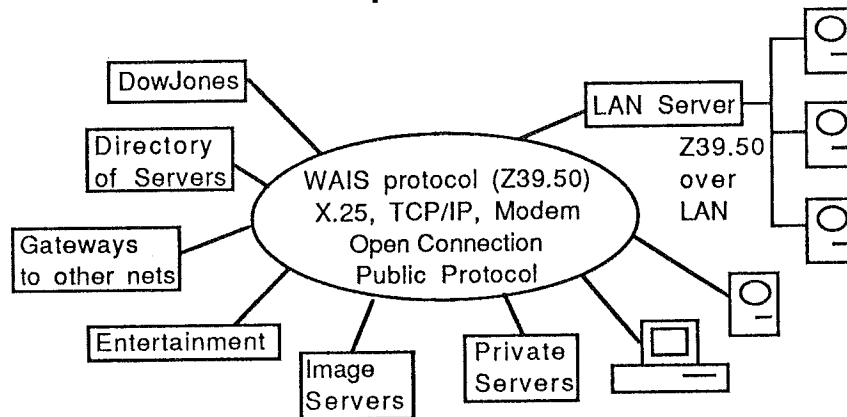 DowJones
LAN Server
Directory
of Servers
Z39.50
over
LAN
WAIS protocol (Z39.50)
X.25, TCP/IP, Modem
Open Connection
Public Protocol
Gateways
to other nets
Entertainment
Image
Servers
Private
Servers